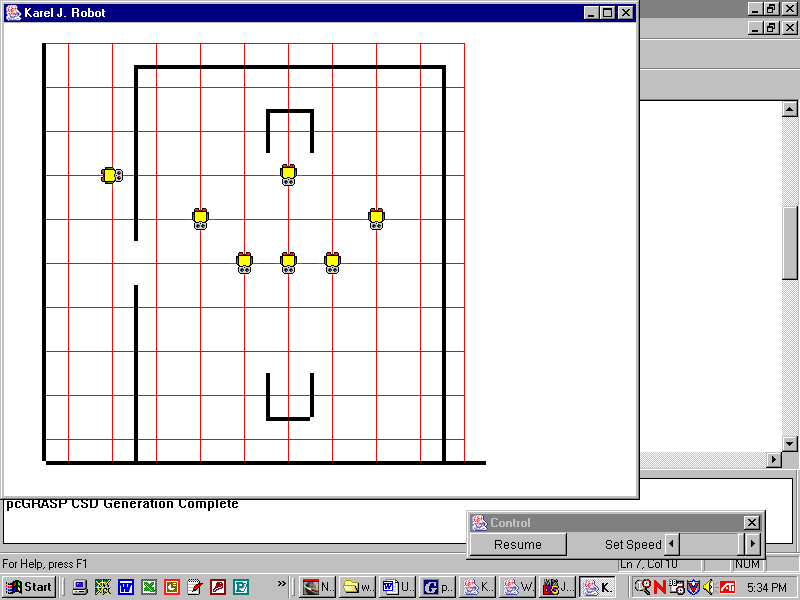 Karel J. Robot
pcGRASP CSD Generation Complete
Control
Resume
Set Speed
For Help, press F1
Ln 7, Col 10
NUM
Start
»
N..
w..
U..
p..
K..
W..
J...
K.
5:34 PM